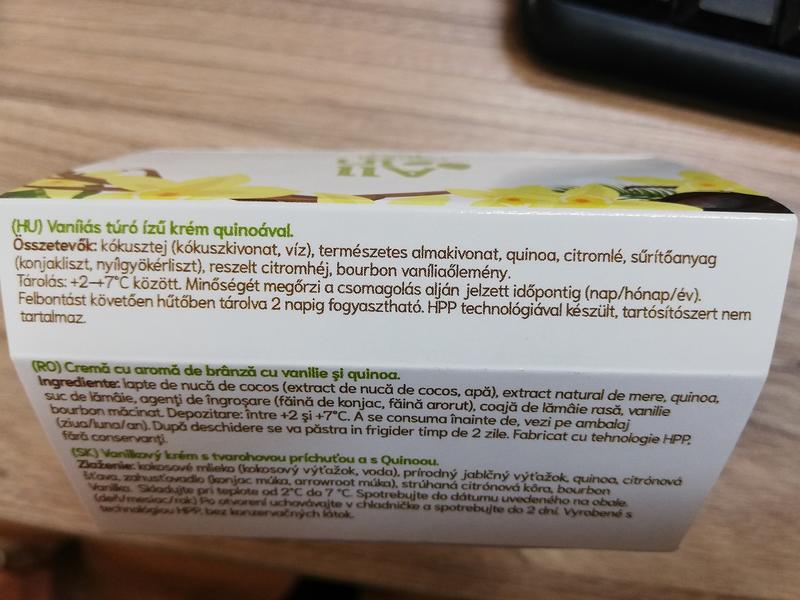 (HU) Vaníliás túró ízű krém quinoával.
Összetevők: kókusztej (kókuszkivonat, víz), természetes almakivonat, quinoa, citromlé, sűrítőanyag
(konjakliszt, nyílgyökérliszt), reszelt citromhéj, bourbon vaníliaőlemény.
Tárolás: +2→+7°C között. Minőségét megőrzi a csomagolás alján jelzett időpontig (nap/hónap/év).
Felbontást követően hűtőben tárolva 2 napig fogyasztható. HPP technológiával készült, tartósítószert nem
tartalmaz.
(RO) Cremă cu aromă de brânză cu vanilie şi quinoa.
Ingrediente: lapte de nucă de cocos (extract de nucă de cocos, apă), extract natural de mere, quinoa,
suc de lămâie, agenţi de îngroşare (făină de konjac, făină arorut), coajă de lămâie rasă, vanilie
bourbon măcinat. Depozitare: între +2 şi +7°C. A se consuma înainte de, vezi pe ambalaj
(ziua/luna/an). După deschidere se va păstra in frigider timp de 2 zile. Fabricat cu tehnologie HPP,
fără conservanţi.
(SK) Vanilkový krém s tvarohovou príchuťou a s Quinoou.
Zloženie: kokosové mlieko (kokosový výťažok, voda), prírodný jablčný výťažok, quinoa, citrónová
šťava, zahusťovadlo (konjac múka, arrowroot múka), strúhaná citrónová kôra, bourbon
Vanilka. Skladujte pri teplote od 2°C do 7 °C. Spotrebujte do dátumu uvedeného na obale.
(deň/mesiac/rok) Po otvorení uchovávajte v chladničke a spotrebujte do 2 dní. Vyrobené s
technológiou HPP, bez konzervačných látok.